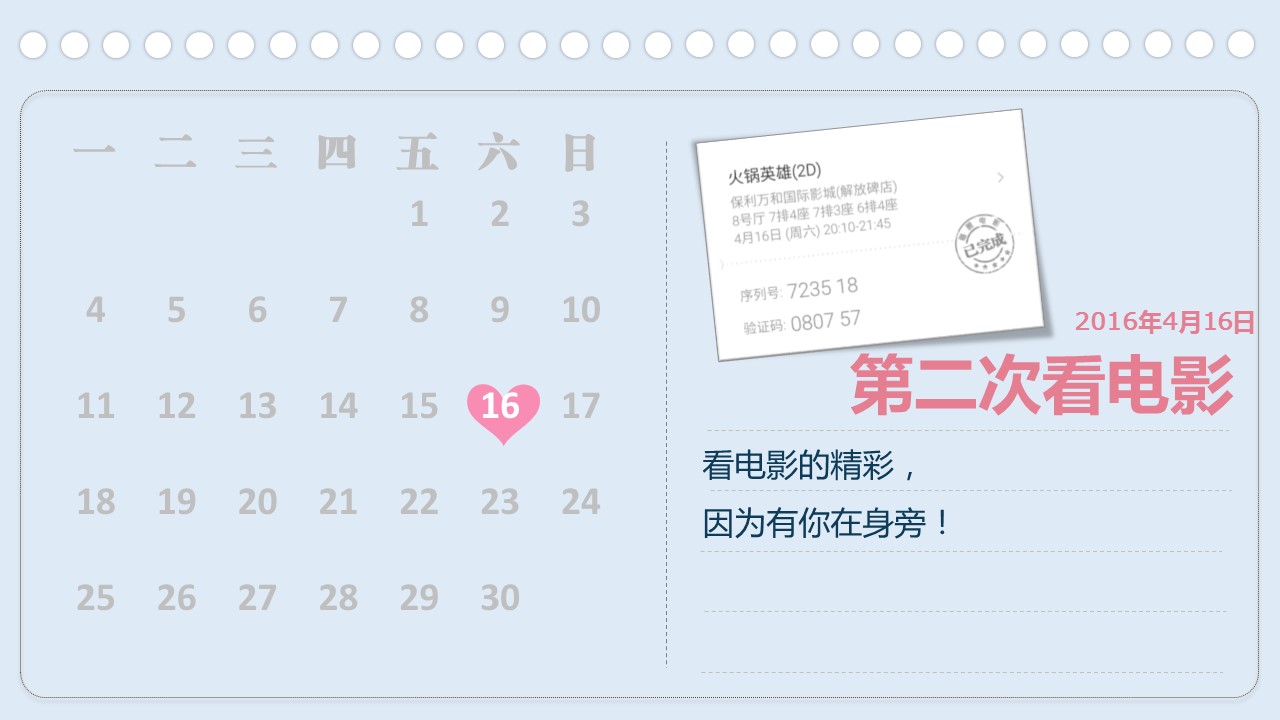 一 二 三 四 五 六 日
1 2 3
4 5 6 7 8 9 10
11 12 13 14 15 16 17
18 19 20 21 22 23 24
25 26 27 28 29 30
火锅英雄(2D)
保利万和国际影城(解放碑店)
8号厅 7排4座 7排3座 6排4座
4月16日 (周六) 20:10-21:45
已完成
序列号: 7235 18
验证码: 0807 57
2016年4月16日
第二次看电影
看电影的精彩，
因为有你在身旁！